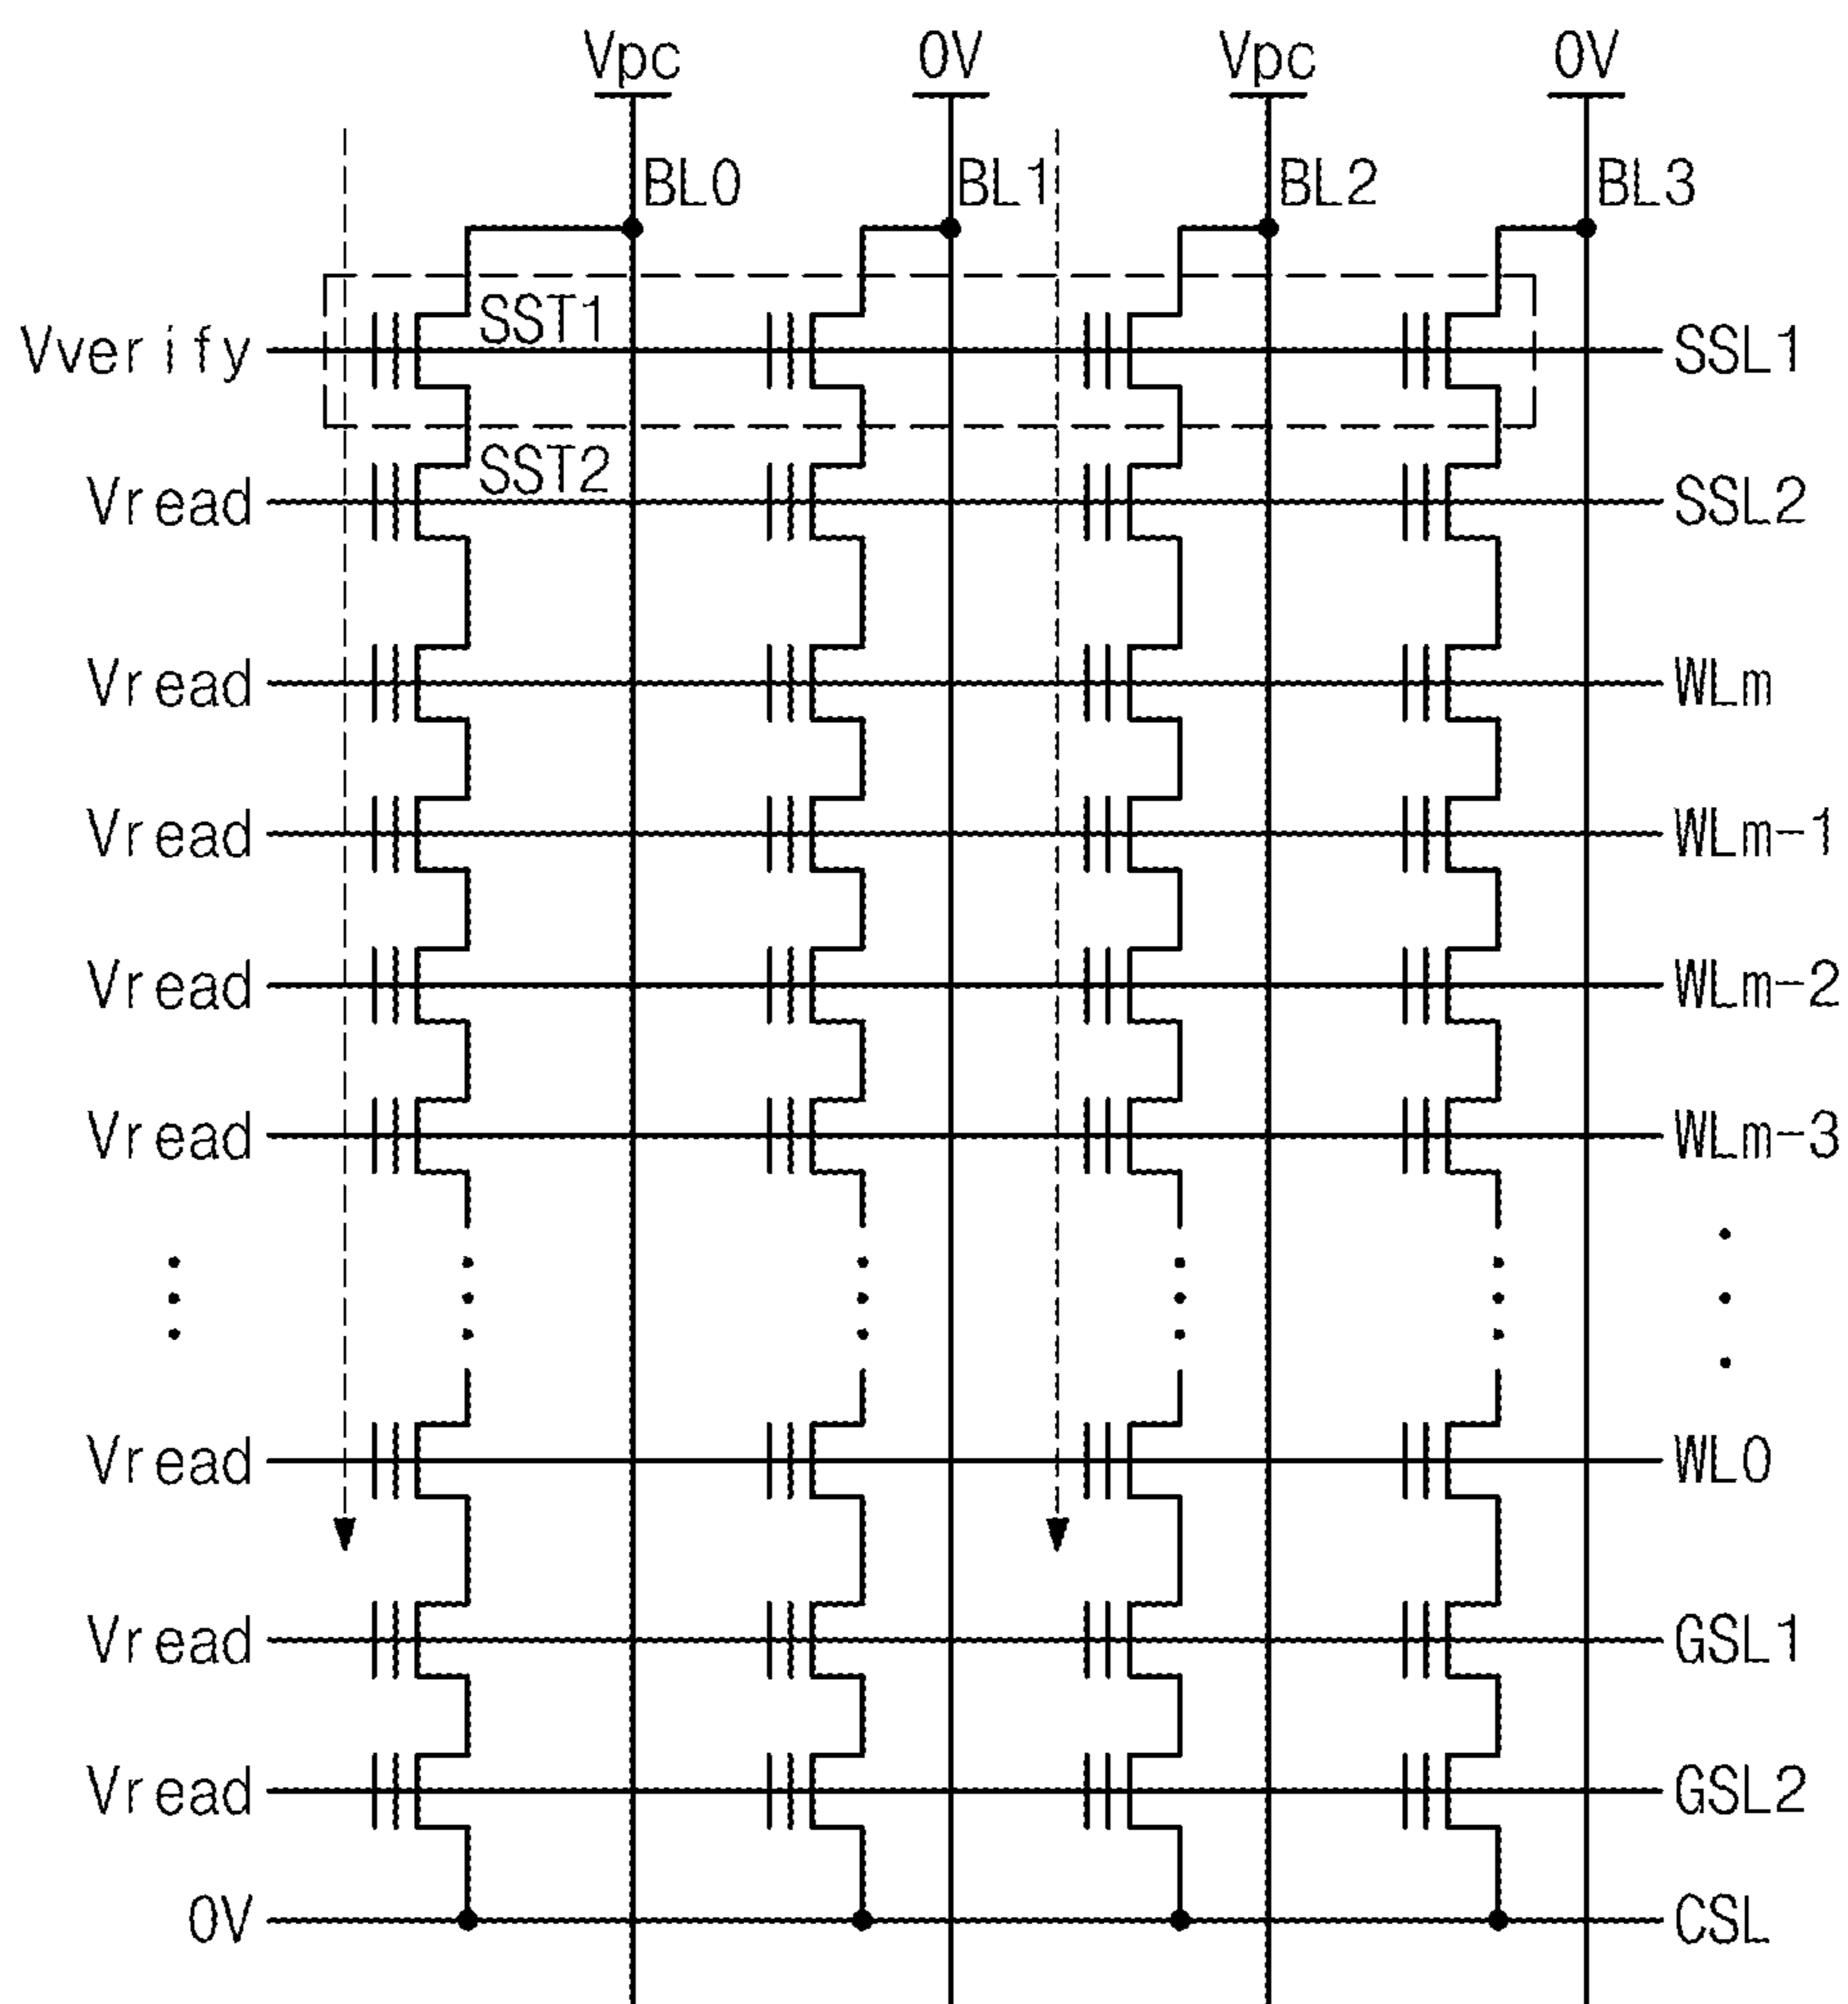 Vpc 0V Vpc 0V
BL0 BL1 BL2 BL3
SST1
Vverify SSL1
SST2
Vread SSL2
Vread WLm
Vread WLm-1
Vread WLm-2
Vread WLm-3
Vread WL0
Vread GSL1
Vread GSL2
0V CSL